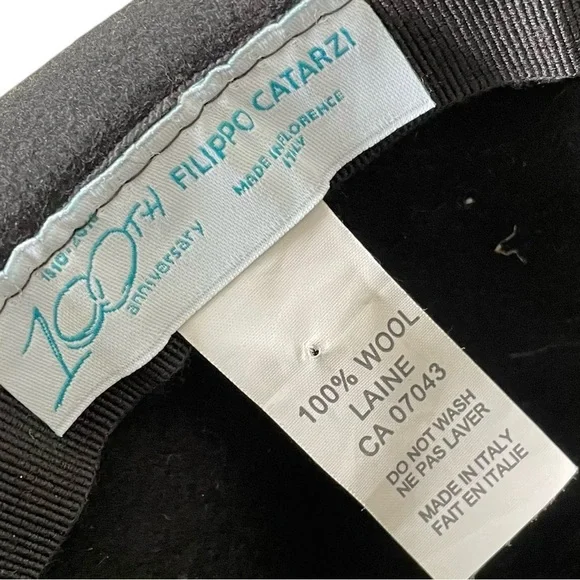 FILIPPO CATARZI
MADE IN FLORENCE
ITALY
100TH
anniversary
100% WOOL
LAINE
CA 07043
DO NOT WASH
NE PAS LAVER
MADE IN ITALY
FAIT EN ITALIE